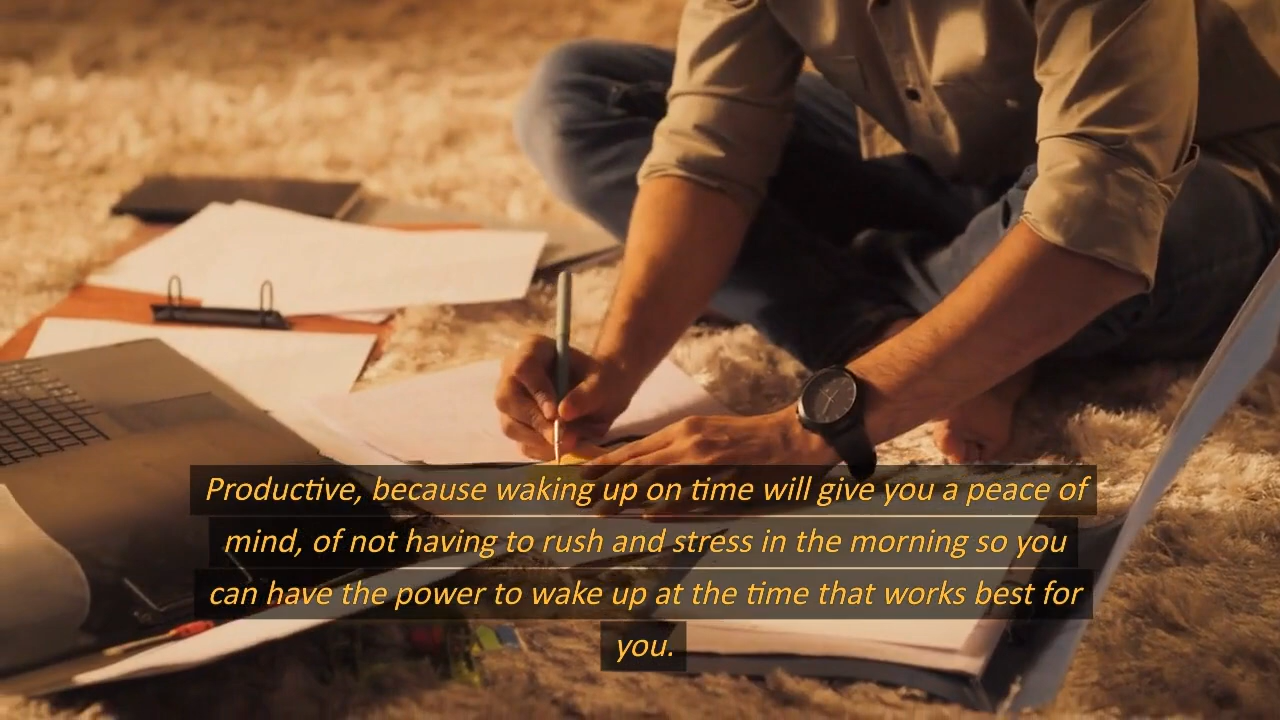 Productive, because waking up on time will give you a peace of
mind, of not having to rush and stress in the morning so you
can have the power to wake up at the time that works best for
you.